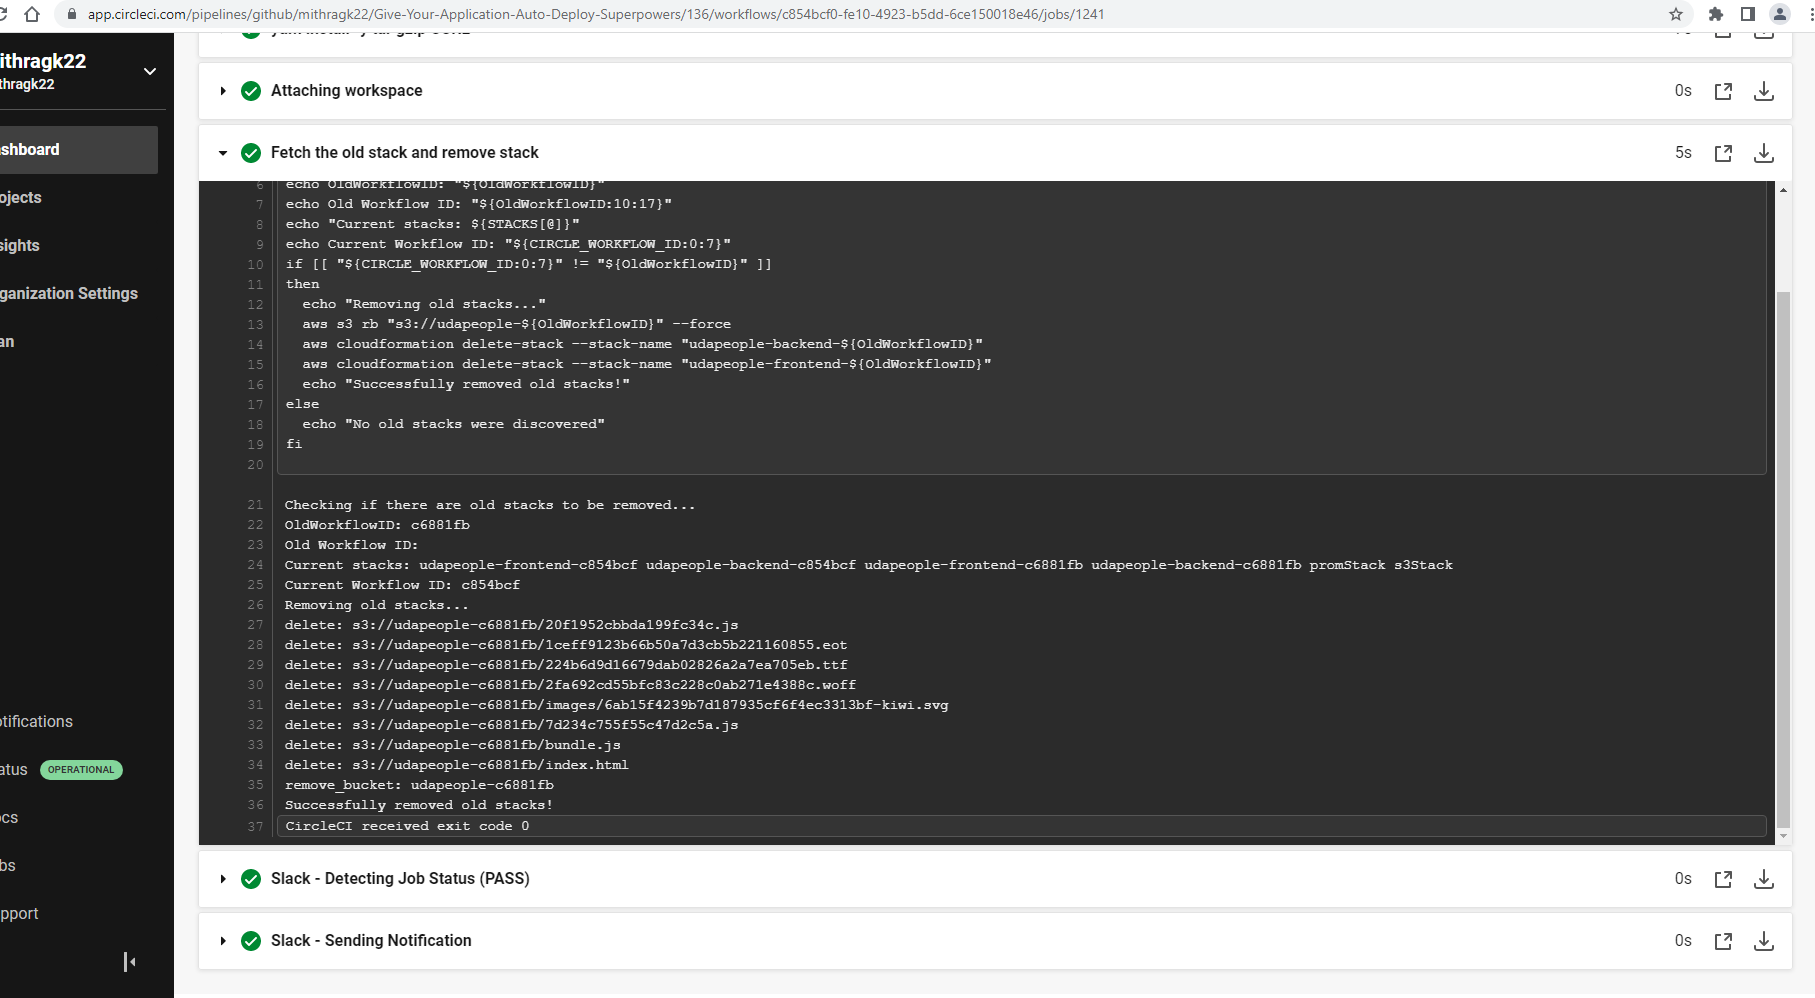 app.circleci.com/pipelines/github/mithragk22/Give-Your-Application-Auto-Deploy-Superpowers/136/workflows/c854bcf0-fe10-4923-b5dd-6ce150018e46/jobs/1241
ithragk22
thragk22
shboard
ojects
sights
ganization Settings
an
otifications
atus OPERATIONAL
ocs
bs
pport
Attaching workspace 0s
Fetch the old stack and remove stack 5s
6 echo OldWorkflowID: "${OldWorkflowID}"
7 echo Old Workflow ID: "${OldWorkflowID:10:17}"
8 echo "Current stacks: ${STACKS[@]}"
9 echo Current Workflow ID: "${CIRCLE_WORKFLOW_ID:0:7}"
10 if [[ "${CIRCLE_WORKFLOW_ID:0:7}" != "${OldWorkflowID}" ]]
11 then
12 echo "Removing old stacks..."
13 aws s3 rb "s3://udapeople-${OldWorkflowID}" --force
14 aws cloudformation delete-stack --stack-name "udapeople-backend-${OldWorkflowID}"
15 aws cloudformation delete-stack --stack-name "udapeople-frontend-${OldWorkflowID}"
16 echo "Successfully removed old stacks!"
17 else
18 echo "No old stacks were discovered"
19 fi
20
21 Checking if there are old stacks to be removed...
22 OldWorkflowID: c6881fb
23 Old Workflow ID:
24 Current stacks: udapeople-frontend-c854bcf udapeople-backend-c854bcf udapeople-frontend-c6881fb udapeople-backend-c6881fb promStack s3Stack
25 Current Workflow ID: c854bcf
26 Removing old stacks...
27 delete: s3://udapeople-c6881fb/20f1952cbbda199fc34c.js
28 delete: s3://udapeople-c6881fb/1ceff9123b66b50a7d3cb5b221160855.eot
29 delete: s3://udapeople-c6881fb/224b6d9d16679dab02826a2a7ea705eb.ttf
30 delete: s3://udapeople-c6881fb/2fa692cd55bfc83c228c0ab271e4388c.woff
31 delete: s3://udapeople-c6881fb/images/6ab15f4239b7d187935cf6f4ec3313bf-kiwi.svg
32 delete: s3://udapeople-c6881fb/7d234c755f55c47d2c5a.js
33 delete: s3://udapeople-c6881fb/bundle.js
34 delete: s3://udapeople-c6881fb/index.html
35 remove_bucket: udapeople-c6881fb
36 Successfully removed old stacks!
37 CircleCI received exit code 0
Slack - Detecting Job Status (PASS) 0s
Slack - Sending Notification 0s